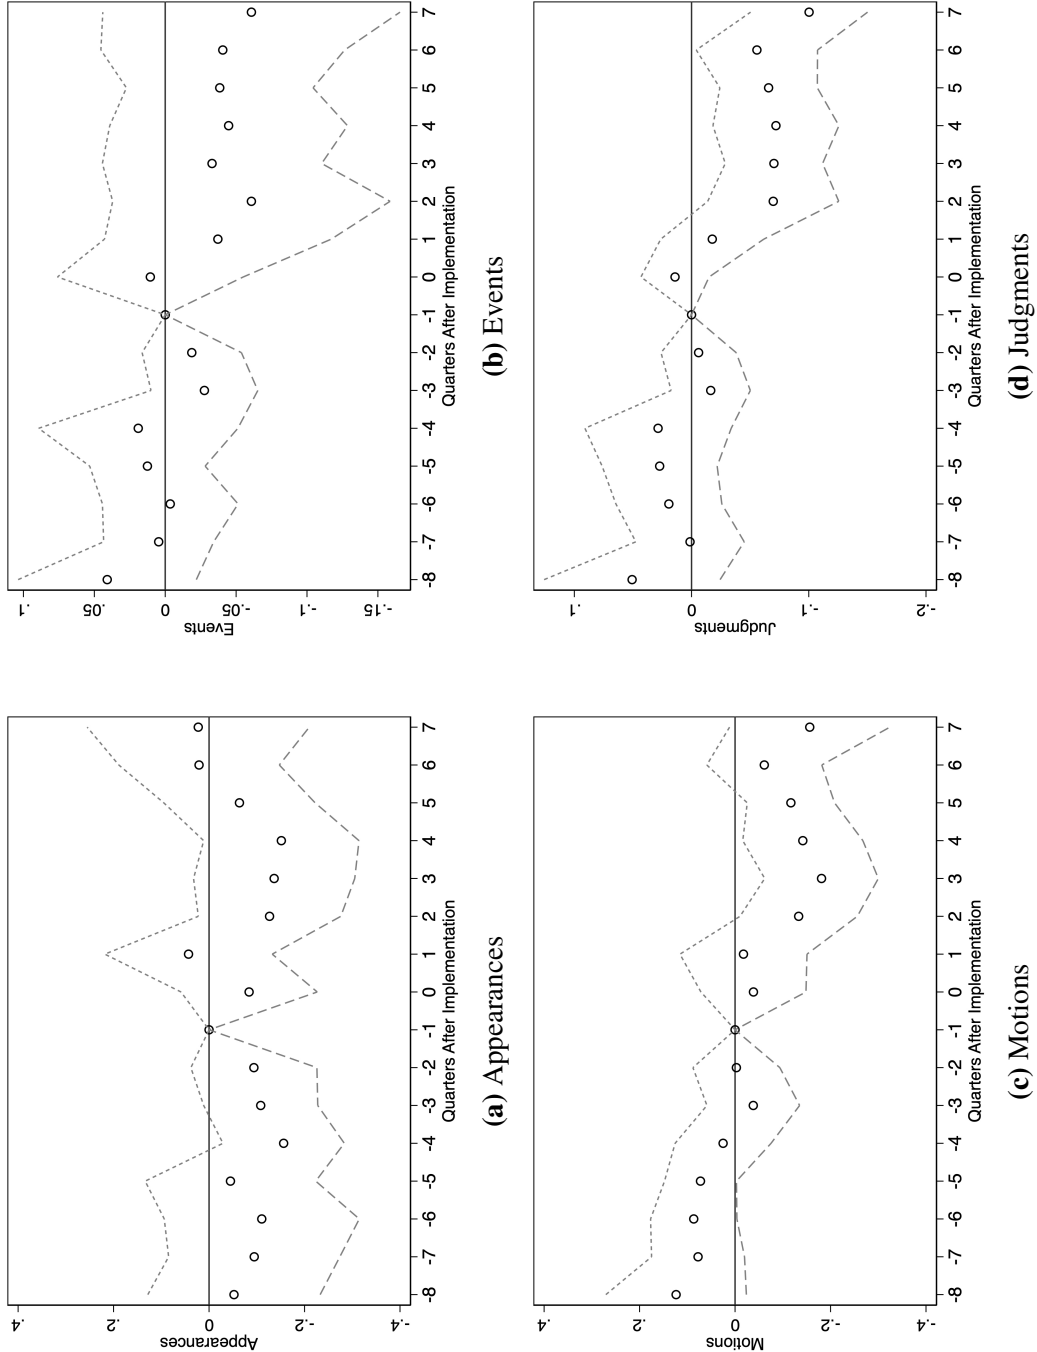 Appearances
.4
.2
0
-.2
-.4
-8 -7 -6 -5 -4 -3 -2 -1 0 1 2 3 4 5 6 7
Quarters After Implementation
(a) Appearances
Events
.1
.05
0
-.05
-.1
-.15
-8 -7 -6 -5 -4 -3 -2 -1 0 1 2 3 4 5 6 7
Quarters After Implementation
(b) Events
Motions
.4
.2
0
-.2
-.4
-8 -7 -6 -5 -4 -3 -2 -1 0 1 2 3 4 5 6 7
Quarters After Implementation
(c) Motions
Judgments
.1
0
-.1
-.2
-8 -7 -6 -5 -4 -3 -2 -1 0 1 2 3 4 5 6 7
Quarters After Implementation
(d) Judgments